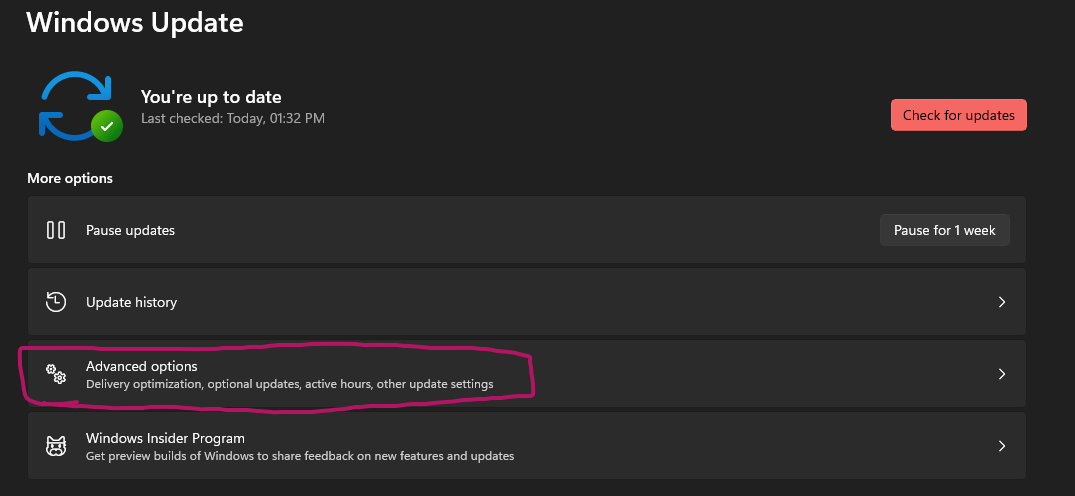 Windows Update
You're up to date
Last checked: Today, 01:32 PM
Check for updates
More options
Pause updates
Pause for 1 week
Update history
Advanced options
Delivery optimization, optional updates, active hours, other update settings
Windows Insider Program
Get preview builds of Windows to share feedback on new features and updates